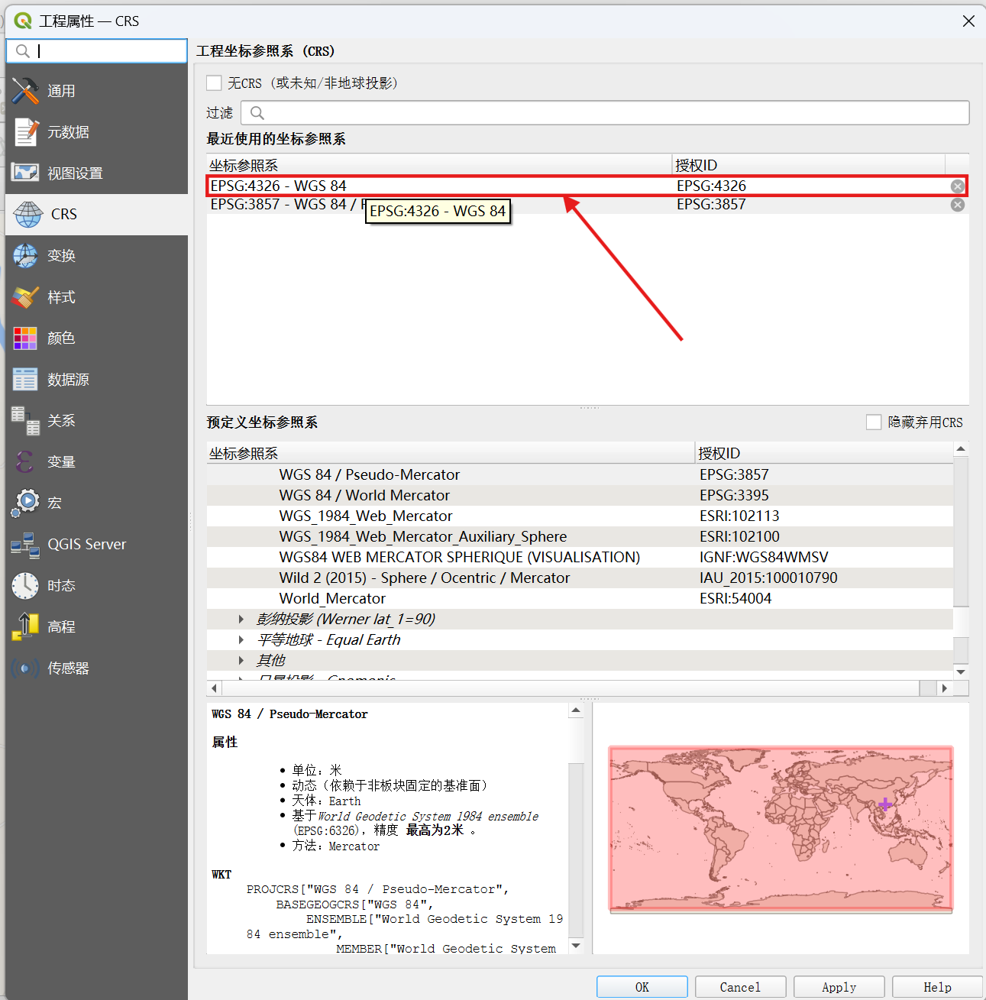 工程属性 — CRS
工程坐标参照系 (CRS)
无CRS (或未知/非地球投影)
过滤
最近使用的坐标参照系
坐标参照系 授权ID
EPSG:4326 - WGS 84 EPSG:4326
EPSG:3857 - WGS 84 / EPSG:3857
EPSG:4326 - WGS 84
通用
元数据
视图设置
CRS
变换
样式
颜色
数据源
关系
变量
宏
QGIS Server
时态
高程
传感器
预定义坐标参照系 隐藏弃用CRS
坐标参照系 授权ID
WGS 84 / Pseudo-Mercator EPSG:3857
WGS 84 / World Mercator EPSG:3395
WGS_1984_Web_Mercator ESRI:102113
WGS_1984_Web_Mercator_Auxiliary_Sphere ESRI:102100
WGS84 WEB MERCATOR SPHERIQUE (VISUALISATION) IGNF:WGS84WMSV
Wild 2 (2015) - Sphere / Ocentric / Mercator IAU_2015:100010790
World_Mercator ESRI:54004
彭纳投影 (Werner lat_1=90)
平等地球 - Equal Earth
其他
WGS 84 / Pseudo-Mercator
属性
• 单位: 米
• 动态（依赖于非板块固定的基准面）
• 天体: Earth
• 基于World Geodetic System 1984 ensemble
(EPSG:6326), 精度 最高为2米 。
• 方法: Mercator
WKT
PROJCRS["WGS 84 / Pseudo-Mercator",
BASEGEOGCRS["WGS 84",
ENSEMBLE["World Geodetic System 19
84 ensemble",
MEMBER["World Geodetic System
OK Cancel Apply Help